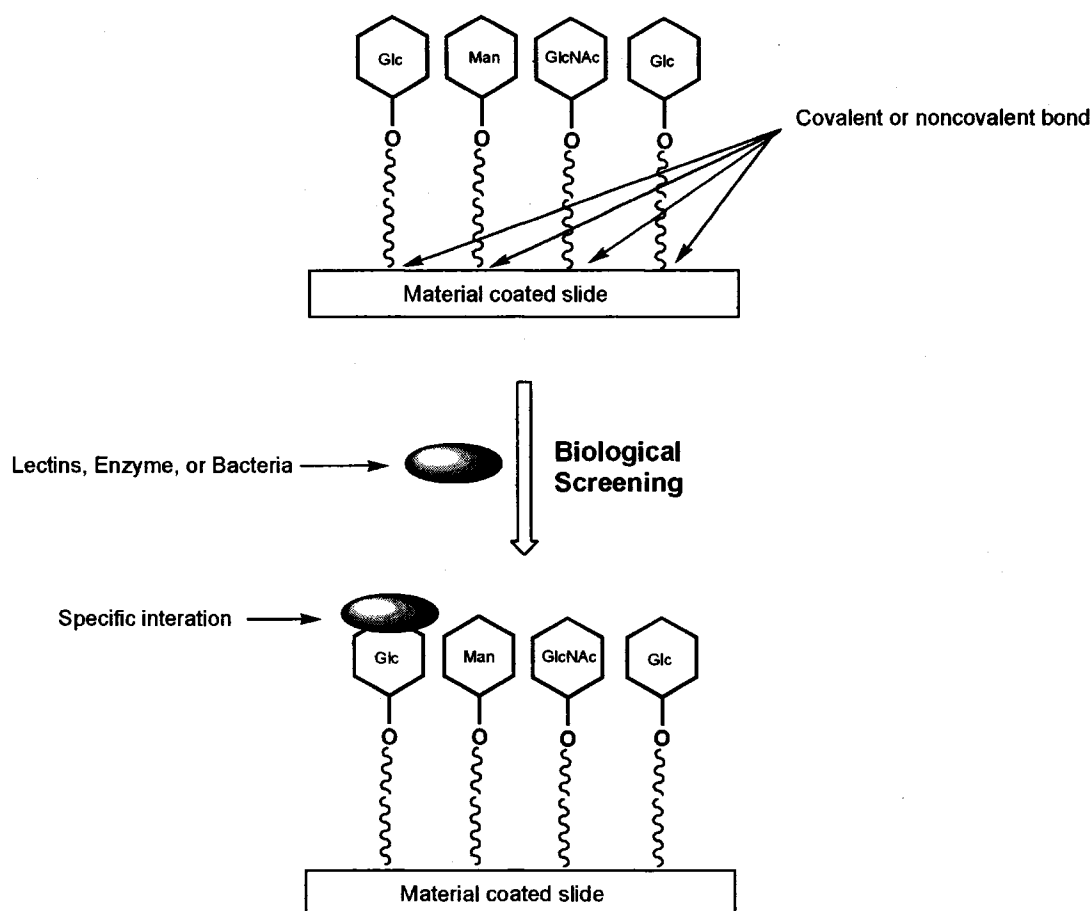 Glc Man GlcNAc Glc
O O O O
Covalent or noncovalent bond
Material coated slide
Lectins, Enzyme, or Bacteria
Biological
Screening
Specific interation
Glc Man GlcNAc Glc
O O O O
Material coated slide